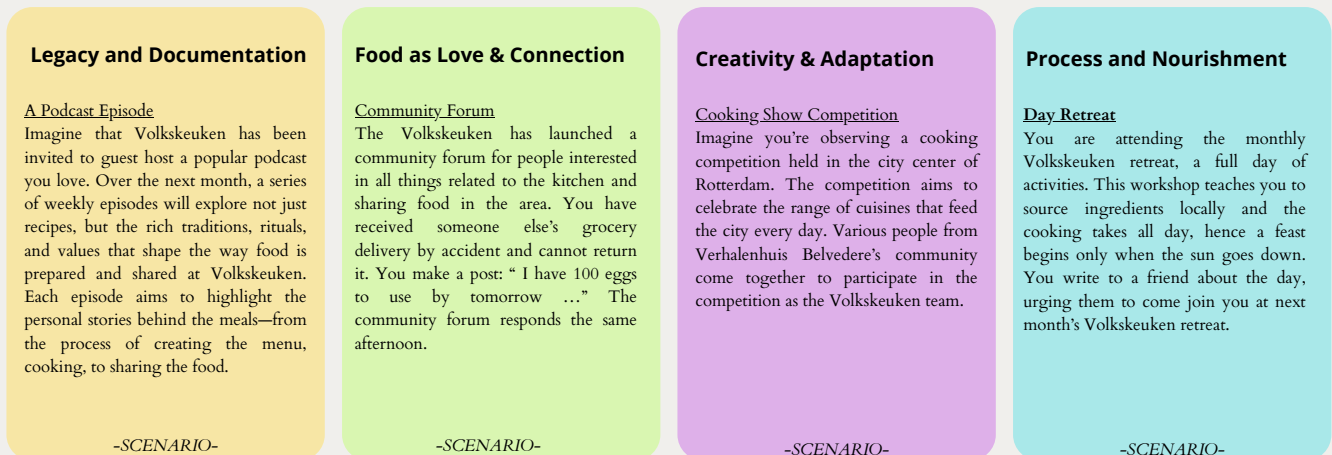 Legacy and Documentation
A Podcast Episode
Imagine that Volkskeuken has been
invited to guest host a popular podcast
you love. Over the next month, a series
of weekly episodes will explore not just
recipes, but the rich traditions, rituals,
and values that shape the way food is
prepared and shared at Volkskeuken.
Each episode aims to highlight the
personal stories behind the meals—from
the process of creating the menu,
cooking, to sharing the food.
-SCENARIO-
Food as Love & Connection
Community Forum
The Volkskeuken has launched a
community forum for people interested
in all things related to the kitchen and
sharing food in the area. You have
received someone else's grocery
delivery by accident and cannot return
it. You make a post: “ I have 100 eggs
to use by tomorrow …” The
community forum responds the same
afternoon.
-SCENARIO-
Creativity & Adaptation
Cooking Show Competition
Imagine you're observing a cooking
competition held in the city center of
Rotterdam. The competition aims to
celebrate the range of cuisines that feed
the city every day. Various people from
Verhalenhuis Belvedere's community
come together to participate in the
competition as the Volkskeuken team.
-SCENARIO-
Process and Nourishment
Day Retreat
You are attending the monthly
Volkskeuken retreat, a full day of
activities. This workshop teaches you to
source ingredients locally and the
cooking takes all day, hence a feast
begins only when the sun goes down.
You write to a friend about the day,
urging them to come join you at next
month's Volkskeuken retreat.
-SCENARIO-